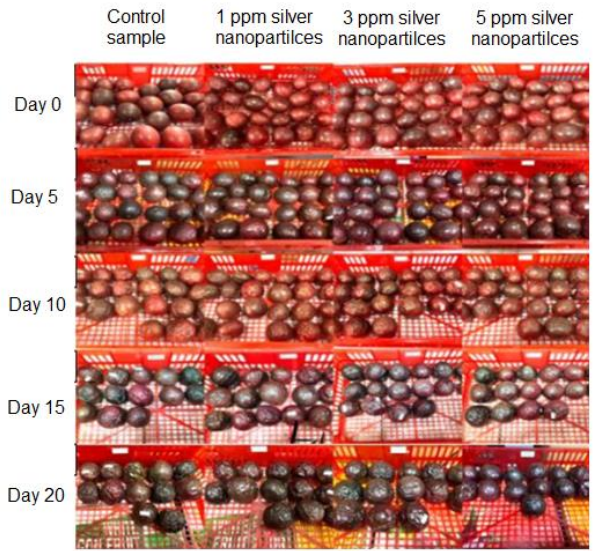 Control
sample
1 ppm silver
nanopartilces
3 ppm silver
nanopartilces
5 ppm silver
nanopartilces
Day 0
Day 5
Day 10
Day 15
Day 20